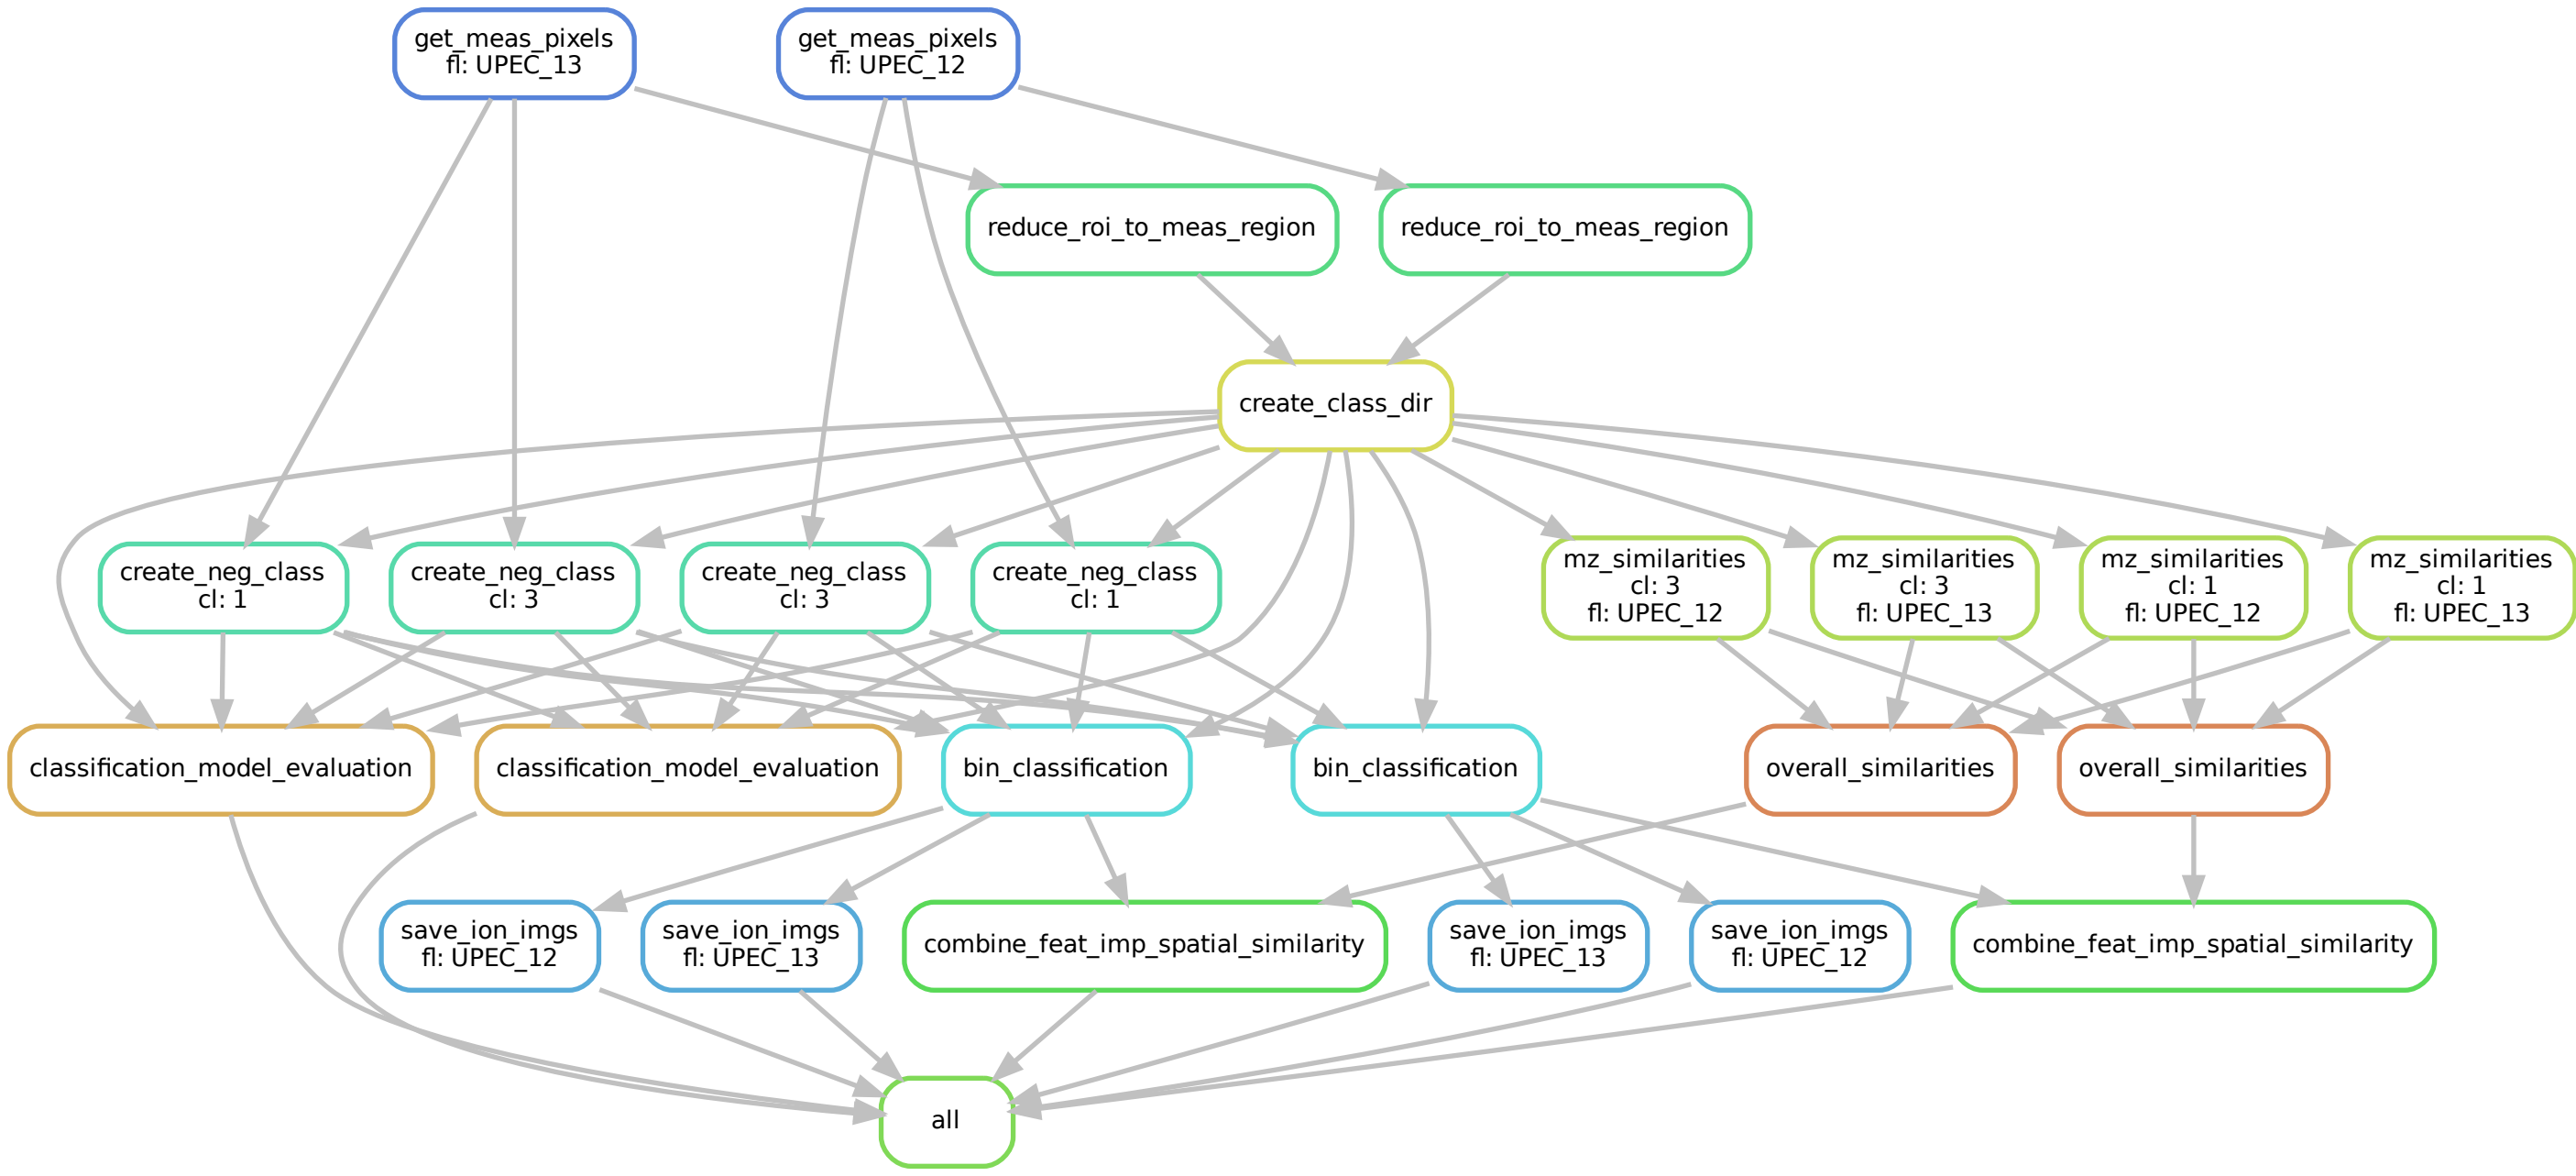 get_meas_pixels
fl: UPEC_13
get_meas_pixels
fl: UPEC_12
reduce_roi_to_meas_region
reduce_roi_to_meas_region
create_class_dir
create_neg_class
cl: 1
create_neg_class
cl: 3
create_neg_class
cl: 3
create_neg_class
cl: 1
mz_similarities
cl: 3
fl: UPEC_12
mz_similarities
cl: 3
fl: UPEC_13
mz_similarities
cl: 1
fl: UPEC_12
mz_similarities
cl: 1
fl: UPEC_13
classification_model_evaluation
classification_model_evaluation
bin_classification
bin_classification
overall_similarities
overall_similarities
save_ion_imgs
fl: UPEC_12
save_ion_imgs
fl: UPEC_13
combine_feat_imp_spatial_similarity
save_ion_imgs
fl: UPEC_13
save_ion_imgs
fl: UPEC_12
combine_feat_imp_spatial_similarity
all